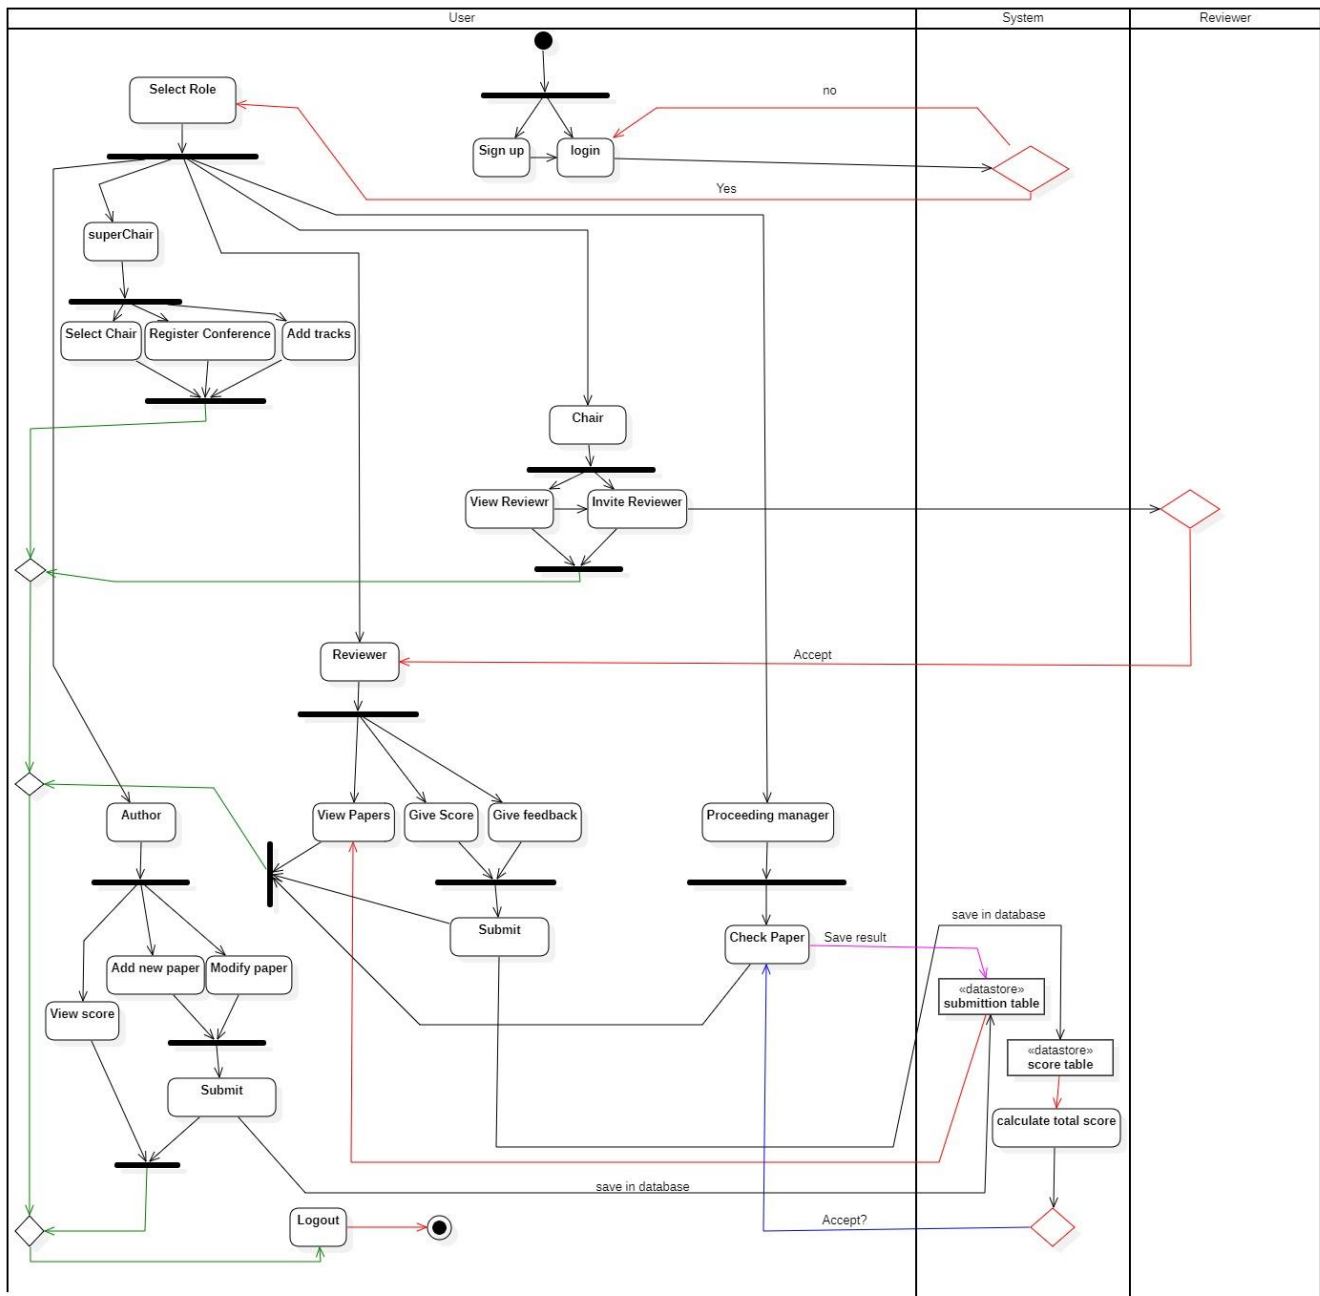 User
System
Reviewer
Select Role
no
Sign up
login
Yes
superChair
Select Chair
Register Conference
Add tracks
Chair
View Reviewr
Invite Reviewer
Reviewer
Accept
Author
View Papers
Give Score
Give feedback
Proceeding manager
save in database
Submit
Check Paper
Save result
Add new paper
Modify paper
«datastore»
submittion table
View score
«datastore»
score table
Submit
calculate total score
save in database
Logout
Accept?